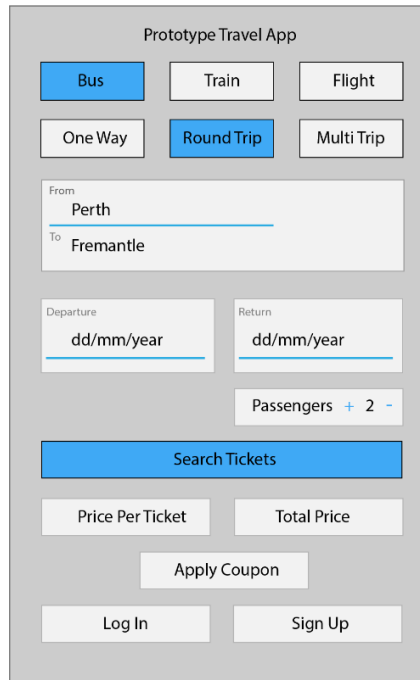 Prototype Travel App
Bus Train Flight
One Way Round Trip Multi Trip
From
Perth
To
Fremantle
Departure Return
dd/mm/year dd/mm/year
Passengers + 2 -
Search Tickets
Price Per Ticket Total Price
Apply Coupon
Log In Sign Up